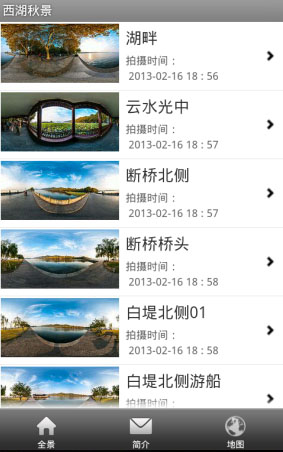 西湖秋景
湖畔
拍摄时间：
2013-02-16 18：56
云水光中
拍摄时间：
2013-02-16 18：57
断桥北侧
拍摄时间：
2013-02-16 18：57
断桥桥头
拍摄时间：
2013-02-16 18：58
白堤北侧01
拍摄时间：
2013-02-16 18：58
白堤北侧游船
拍摄时间：
全景
简介
地图